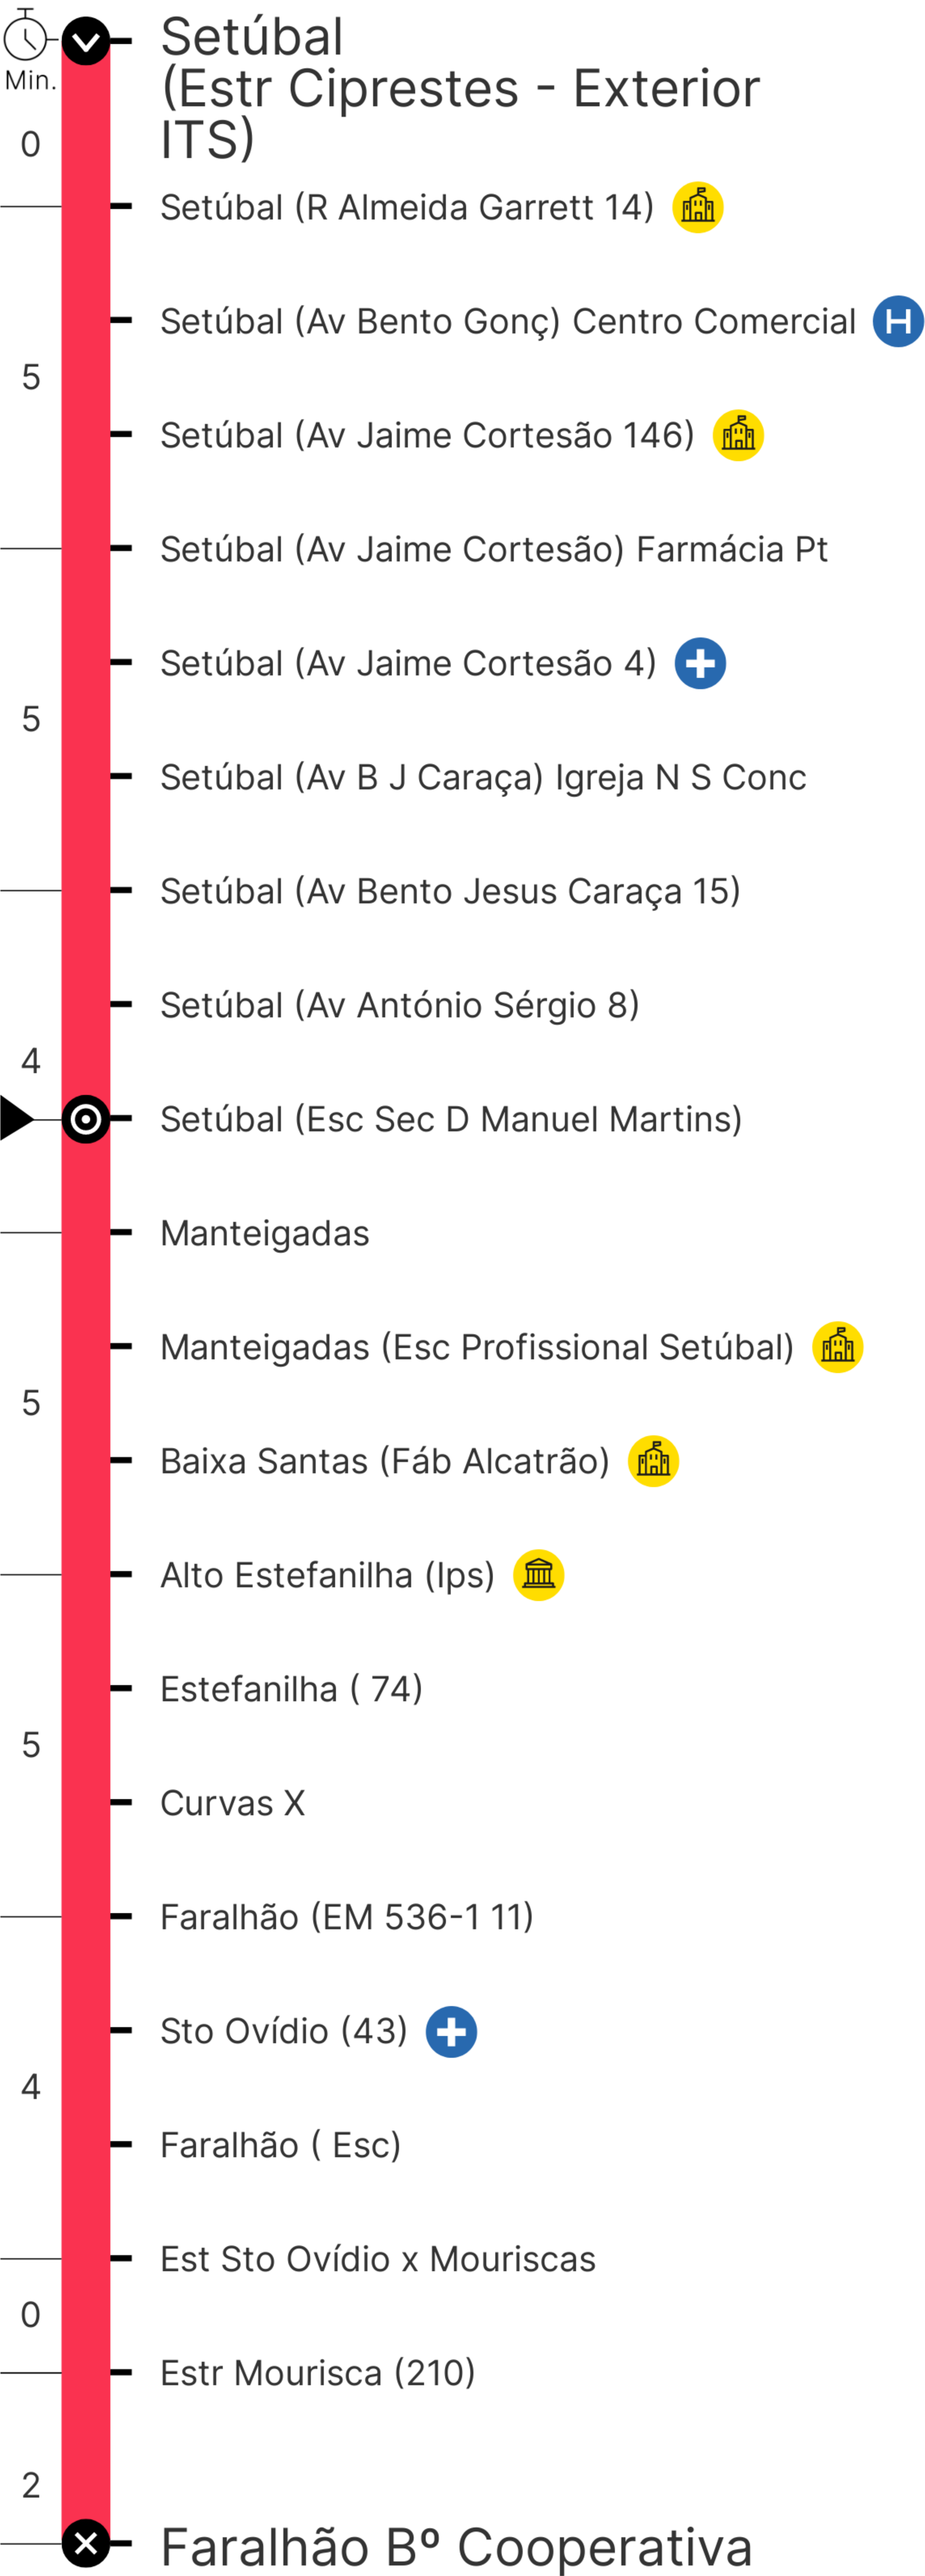 Setúbal
(Estr Ciprestes - Exterior
ITS)
Min.
0
Setúbal (R Almeida Garrett 14)
Setúbal (Av Bento Gonç) Centro Comercial H
5
Setúbal (Av Jaime Cortesão 146)
Setúbal (Av Jaime Cortesão) Farmácia Pt
Setúbal (Av Jaime Cortesão 4)
5
Setúbal (Av B J Caraça) Igreja N S Conc
Setúbal (Av Bento Jesus Caraça 15)
Setúbal (Av António Sérgio 8)
4
Setúbal (Esc Sec D Manuel Martins)
Manteigadas
Manteigadas (Esc Profissional Setúbal)
5
Baixa Santas (Fáb Alcatrão)
Alto Estefanilha (Ips)
Estefanilha ( 74)
5
Curvas X
Faralhão (EM 536-1 11)
Sto Ovídio (43)
4
Faralhão ( Esc)
Est Sto Ovídio x Mouriscas
0
Estr Mourisca (210)
2
Faralhão Bº Cooperativa